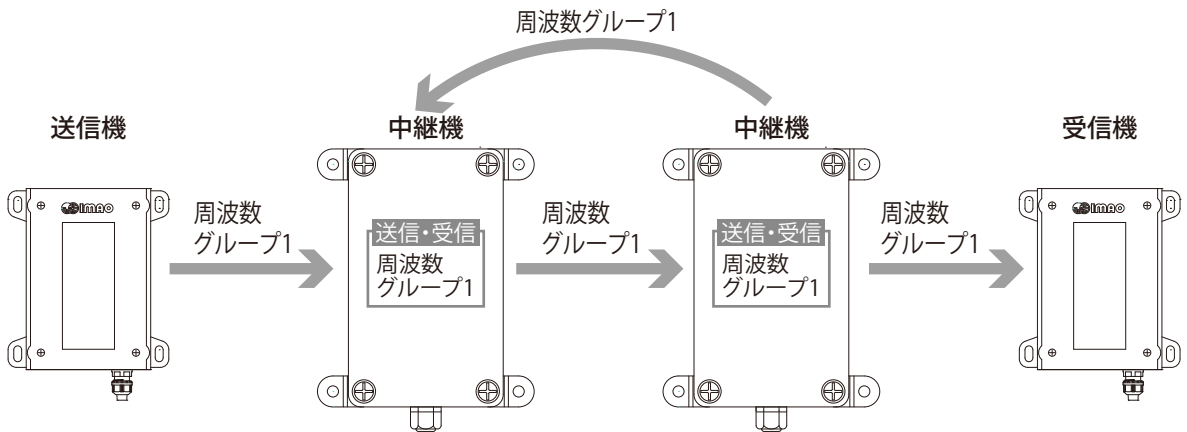 周波数グループ1
送信機
中継機
中継機
受信機
IMAO
周波数
グループ1
送信・受信
周波数
グループ1
周波数
グループ1
送信・受信
周波数
グループ1
周波数
グループ1
IMAO